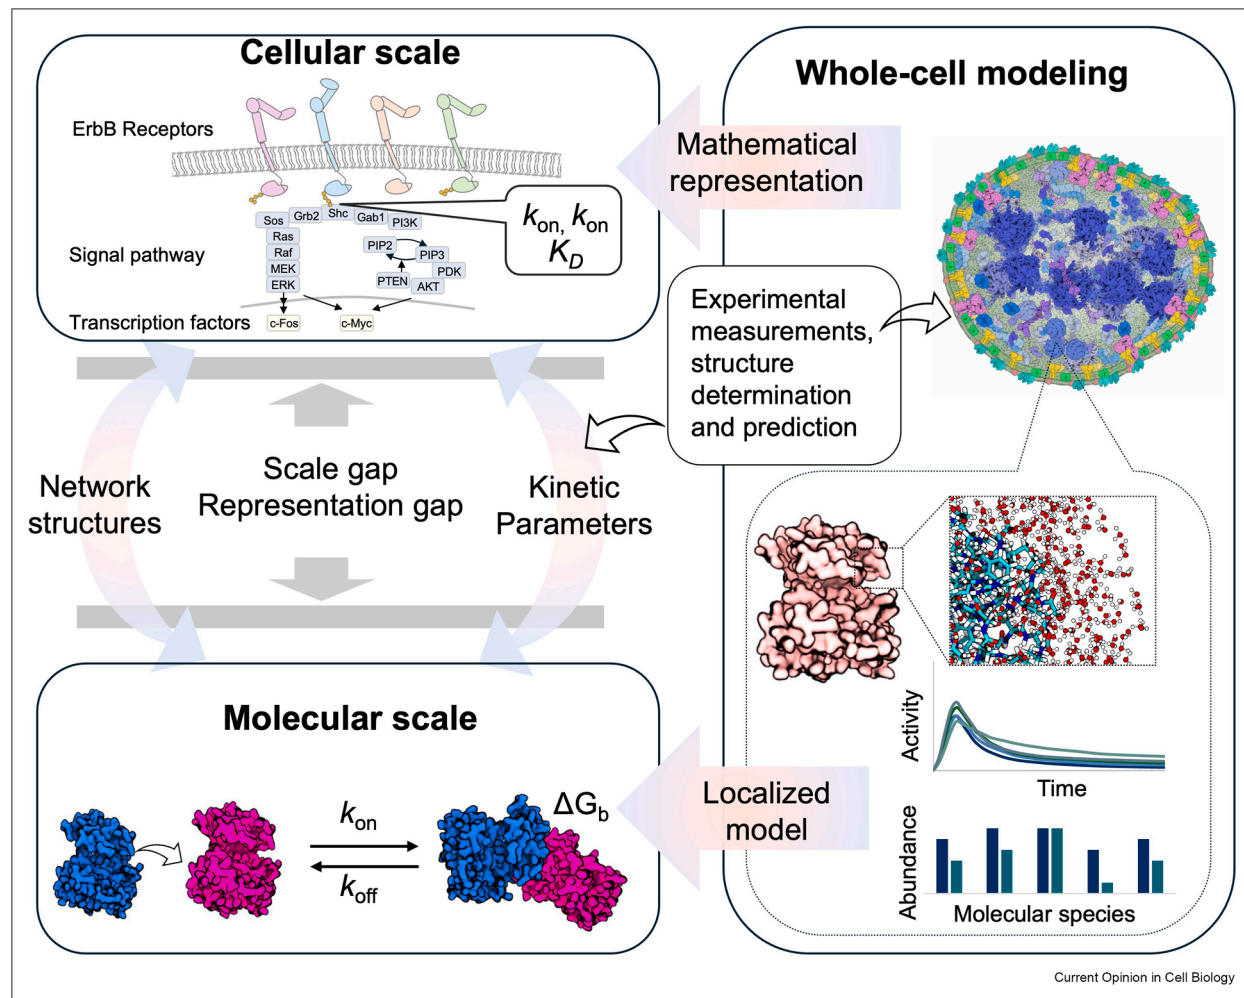 Cellular scale
ErbB Receptors
Sos
Grb2
Shc
Gab1
PI3K
Ras
Raf
MEK
ERK
PIP2
PIP3
PDK
PTEN
AKT
Signal pathway
Transcription factors
c-Fos
c-Myc
kon, kon
KD
Whole-cell modeling
Mathematical
representation
Experimental
measurements,
structure
determination
and prediction
Network
structures
Scale gap
Representation gap
Kinetic
Parameters
Molecular scale
kon
koff
ΔGb
Localized
model
Activity
Time
Abundance
Molecular species
Current Opinion in Cell Biology